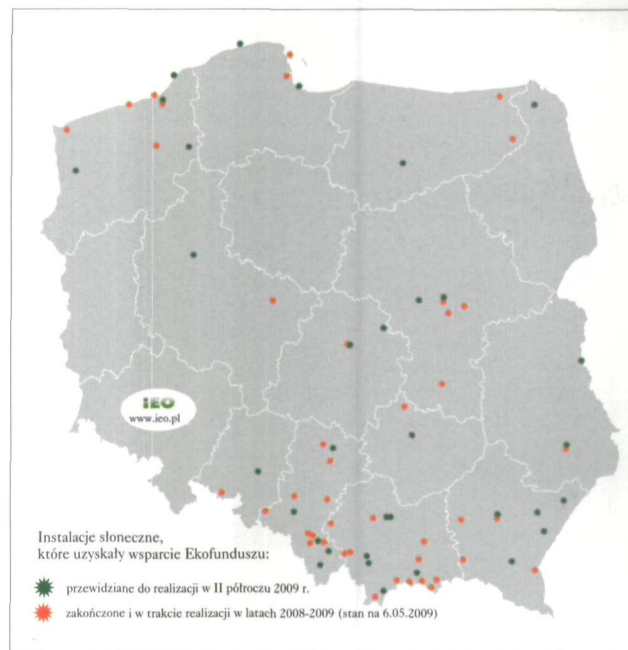 iEO
www.ieo.pl
Instalacje słoneczne,
które uzyskały wsparcie Ekofunduszu:
przewidziane do realizacji w II półroczu 2009 r.
zakończone i w trakcie realizacji w latach 2008-2009 (stan na 6.05.2009)